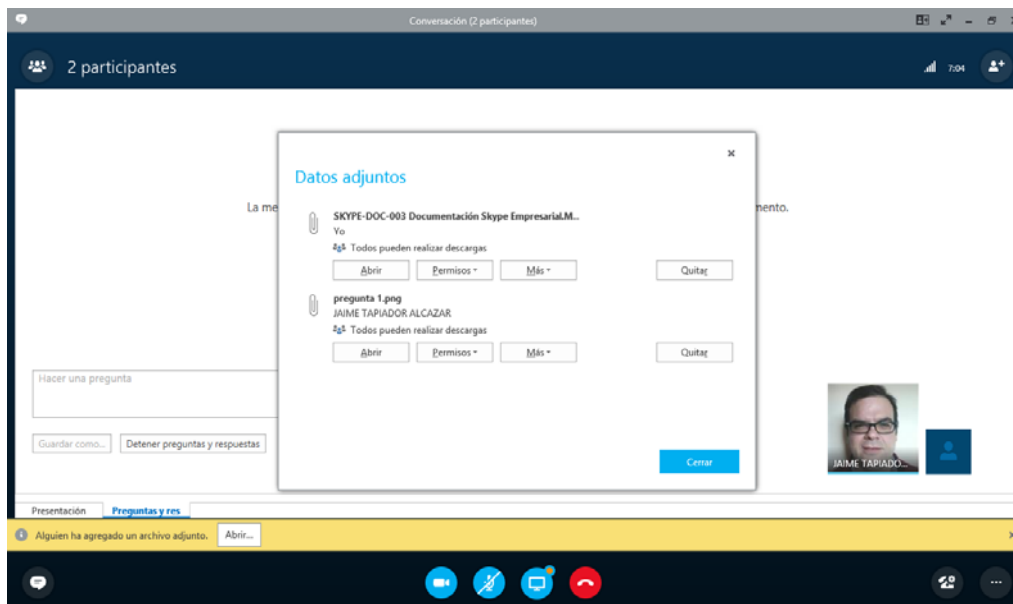 Conversación (2 participantes)
2 participantes
7:04
Datos adjuntos
La me
mento.
SKYPE-DOC-003 Documentación Skype Empresarial.M...
Yo
Todos pueden realizar descargas
Abrir Permisos Más Quitar
pregunta 1.png
JAIME TAPIADOR ALCAZAR
Todos pueden realizar descargas
Abrir Permisos Más Quitar
Hacer una pregunta
Guardar como... Detener preguntas y respuestas
Cerrar
JAIME TAPIADO...
Presentación Preguntas y res
Alguien ha agregado un archivo adjunto. Abrir...